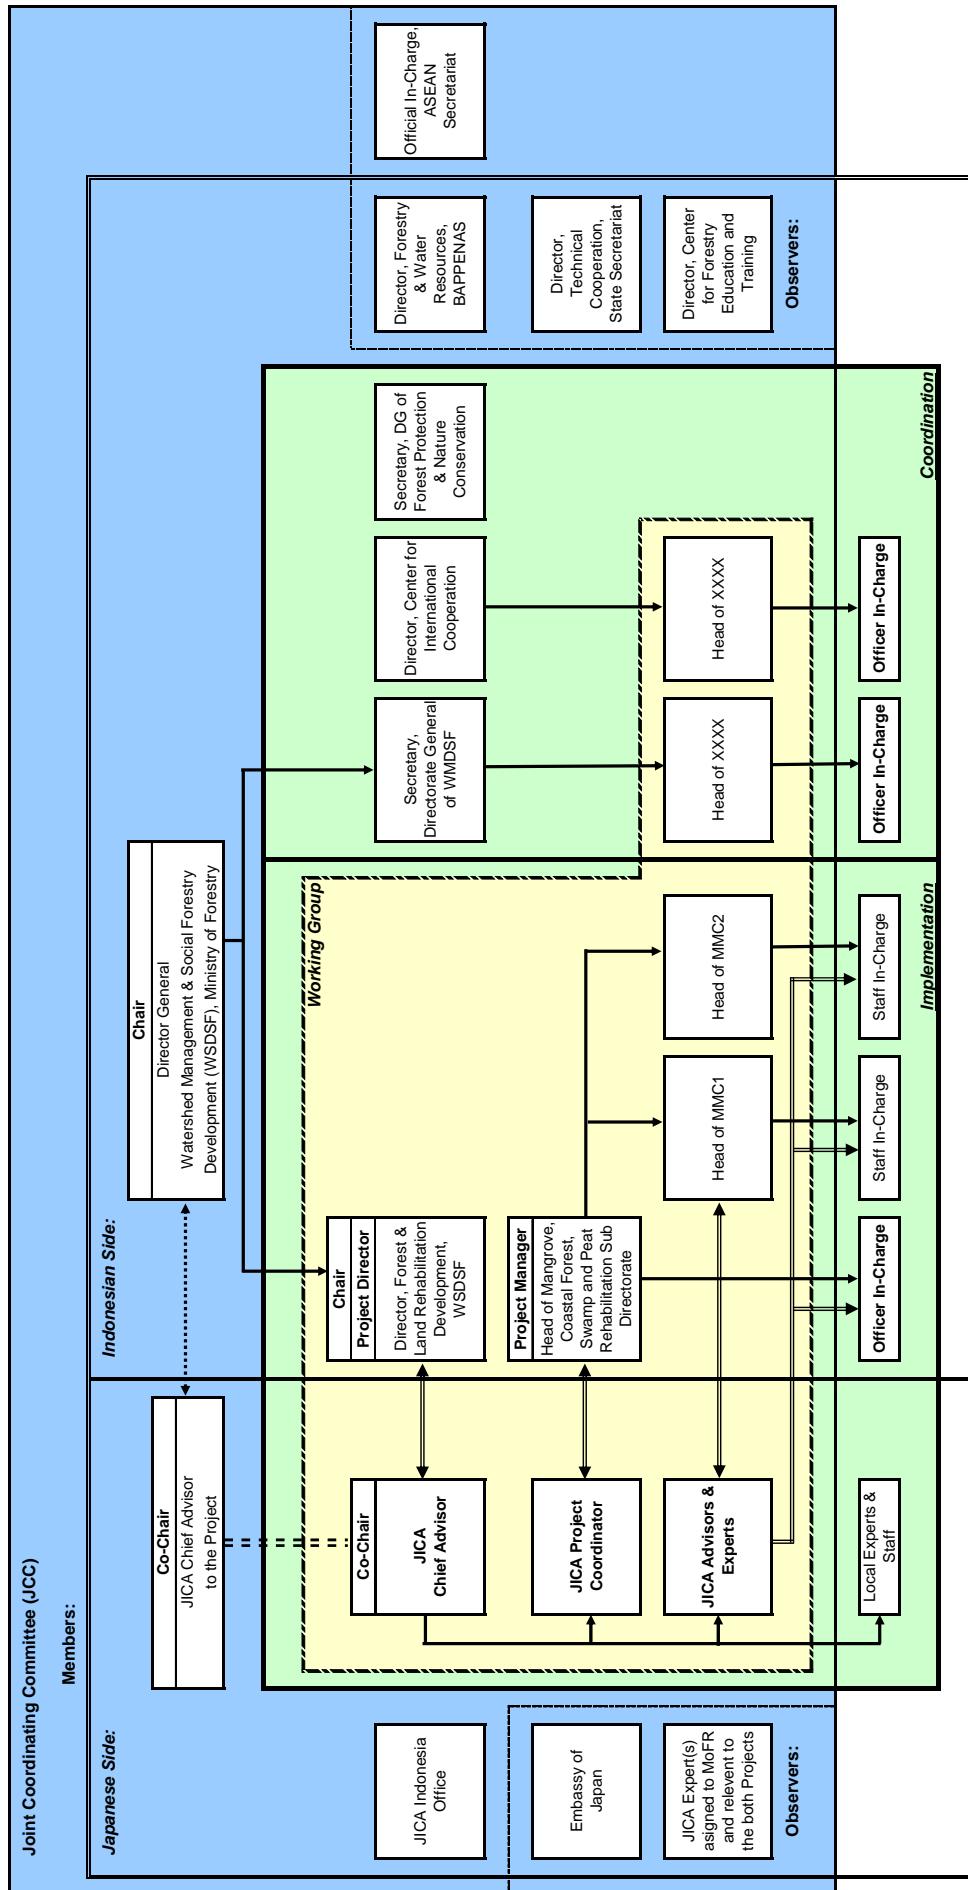 Joint Coordinating Committee (JCC)
Members:
Japanese Side:
Indonesian Side:
Co-Chair
JICA Chief Advisor
to the Project
Chair
Director General
Watershed Management & Social Forestry
Development (WSDSF), Ministry of Forestry
Working Group
JICA Indonesia
Office
Co-Chair
JICA
Chief Advisor
Chair
Project Director
Director, Forest &
Land Rehabilitation
Development,
WSDSF
Secretary,
Directorate General
of WMDSF
Director, Center for
International
Cooperation
Secretary, DG of
Forest Protection
& Nature
Conservation
Director, Forestry
& Water
Resources,
BAPPENAS
Official In-Charge,
ASEAN
Secretariat
Embassy of
Japan
JICA Project
Coordinator
Project Manager
Head of Mangrove,
Coastal Forest,
Swamp and Peat
Rehabilitation Sub
Directorate
Director,
Technical
Cooperation,
State Secretariat
JICA Expert(s)
asigned to MoFR
and relevent to
the both Projects
JICA Advisors &
Experts
Head of MMC1
Head of MMC2
Head of XXXX
Head of XXXX
Director, Center
for Forestry
Education and
Training
Observers:
Observers:
Local Experts &
Staff
Officer In-Charge
Staff In-Charge
Staff In-Charge
Officer In-Charge
Officer In-Charge
Implementation
Coordination